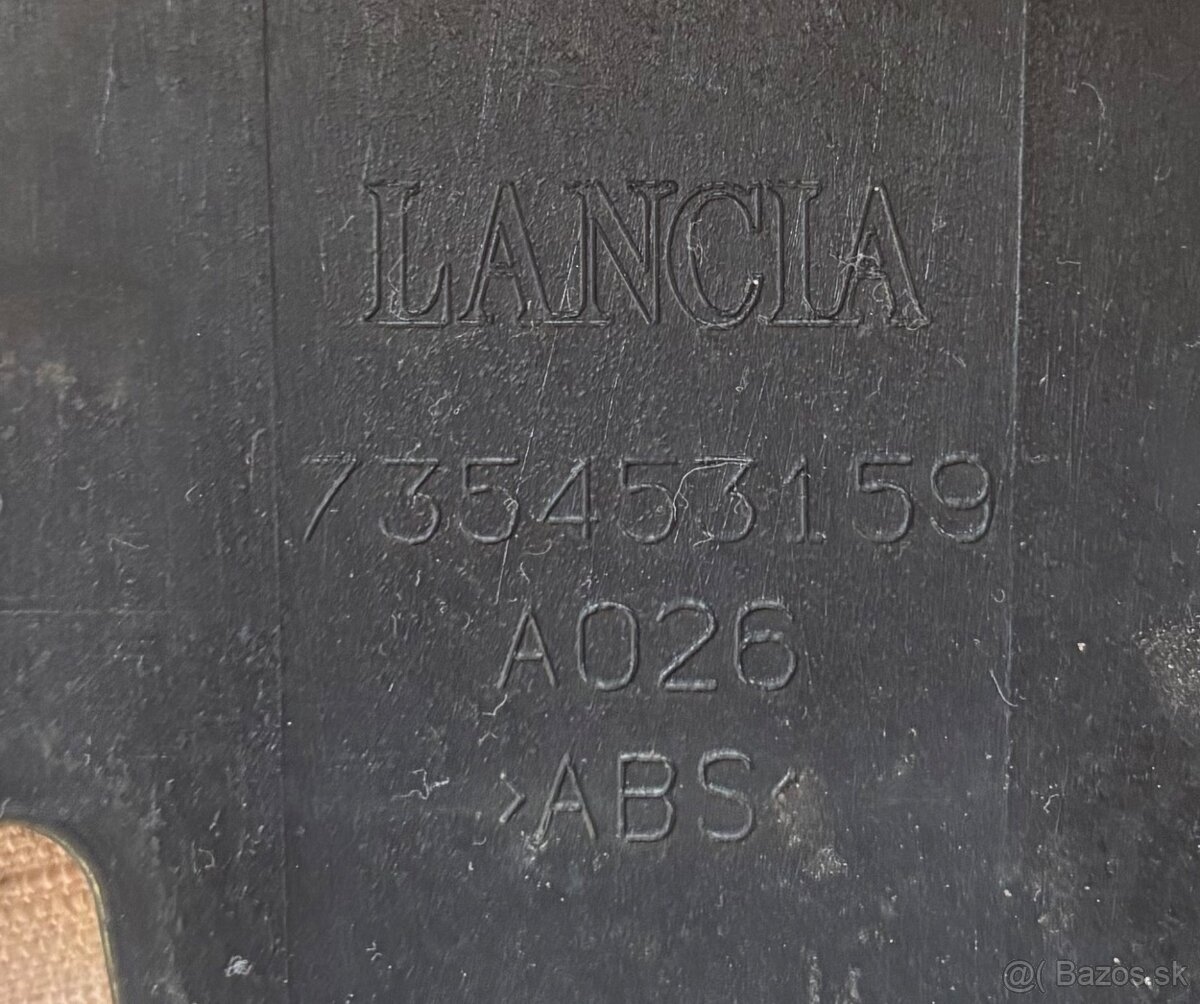 LANCIA
735453159
A026
>ABS<
@( Bazos.sk